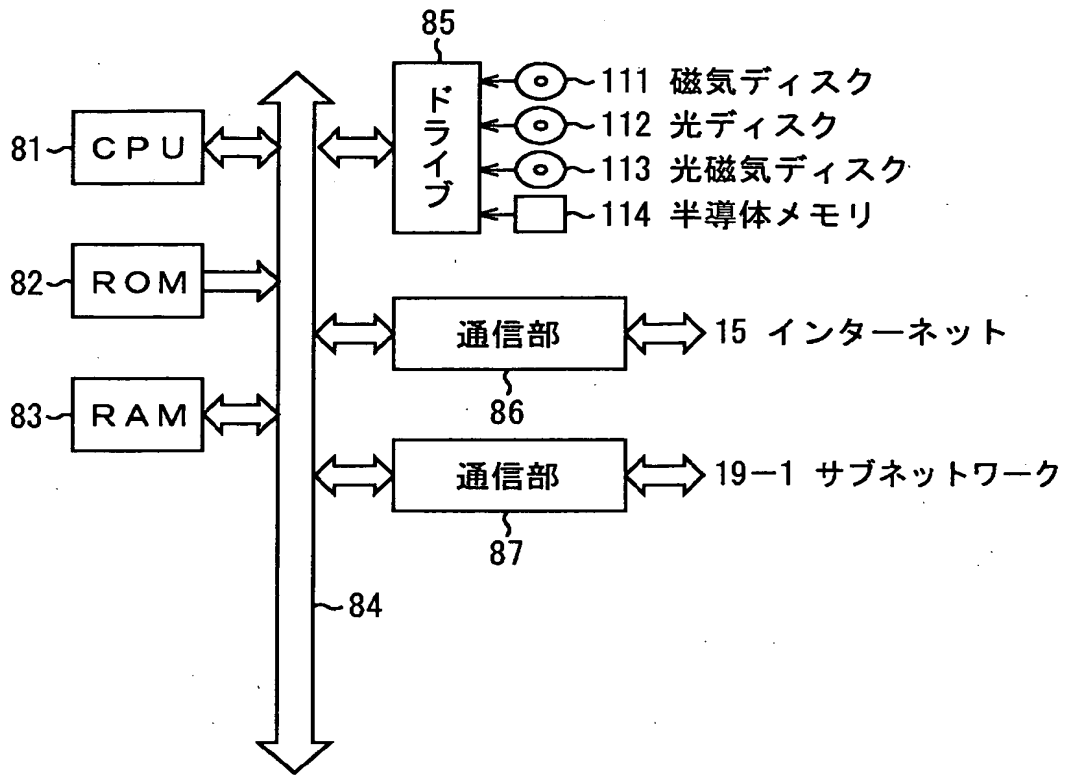 85
ドライブ
111 磁気ディスク
112 光ディスク
113 光磁気ディスク
114 半導体メモリ
81
CPU
82
ROM
83
RAM
通信部
86
15 インターネット
通信部
87
19-1 サブネットワーク
84